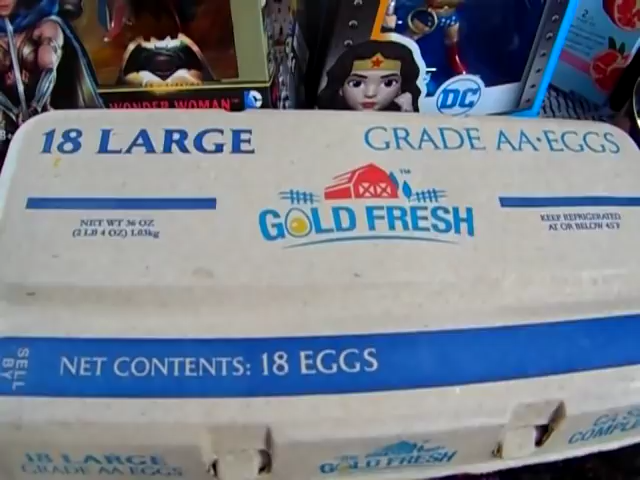 WONDER WOMAN
DC
18 LARGE
GRADE AA·EGGS
NET WT 36 OZ
(2 LB 4 OZ) 1.03kg
GOLD FRESH
TM
KEEP REFRIGERATED
AT OR BELOW 45°F
SELL
BY
NET CONTENTS: 18 EGGS
18 LARGE
GRADE AA EGGS
GOLD FRESH